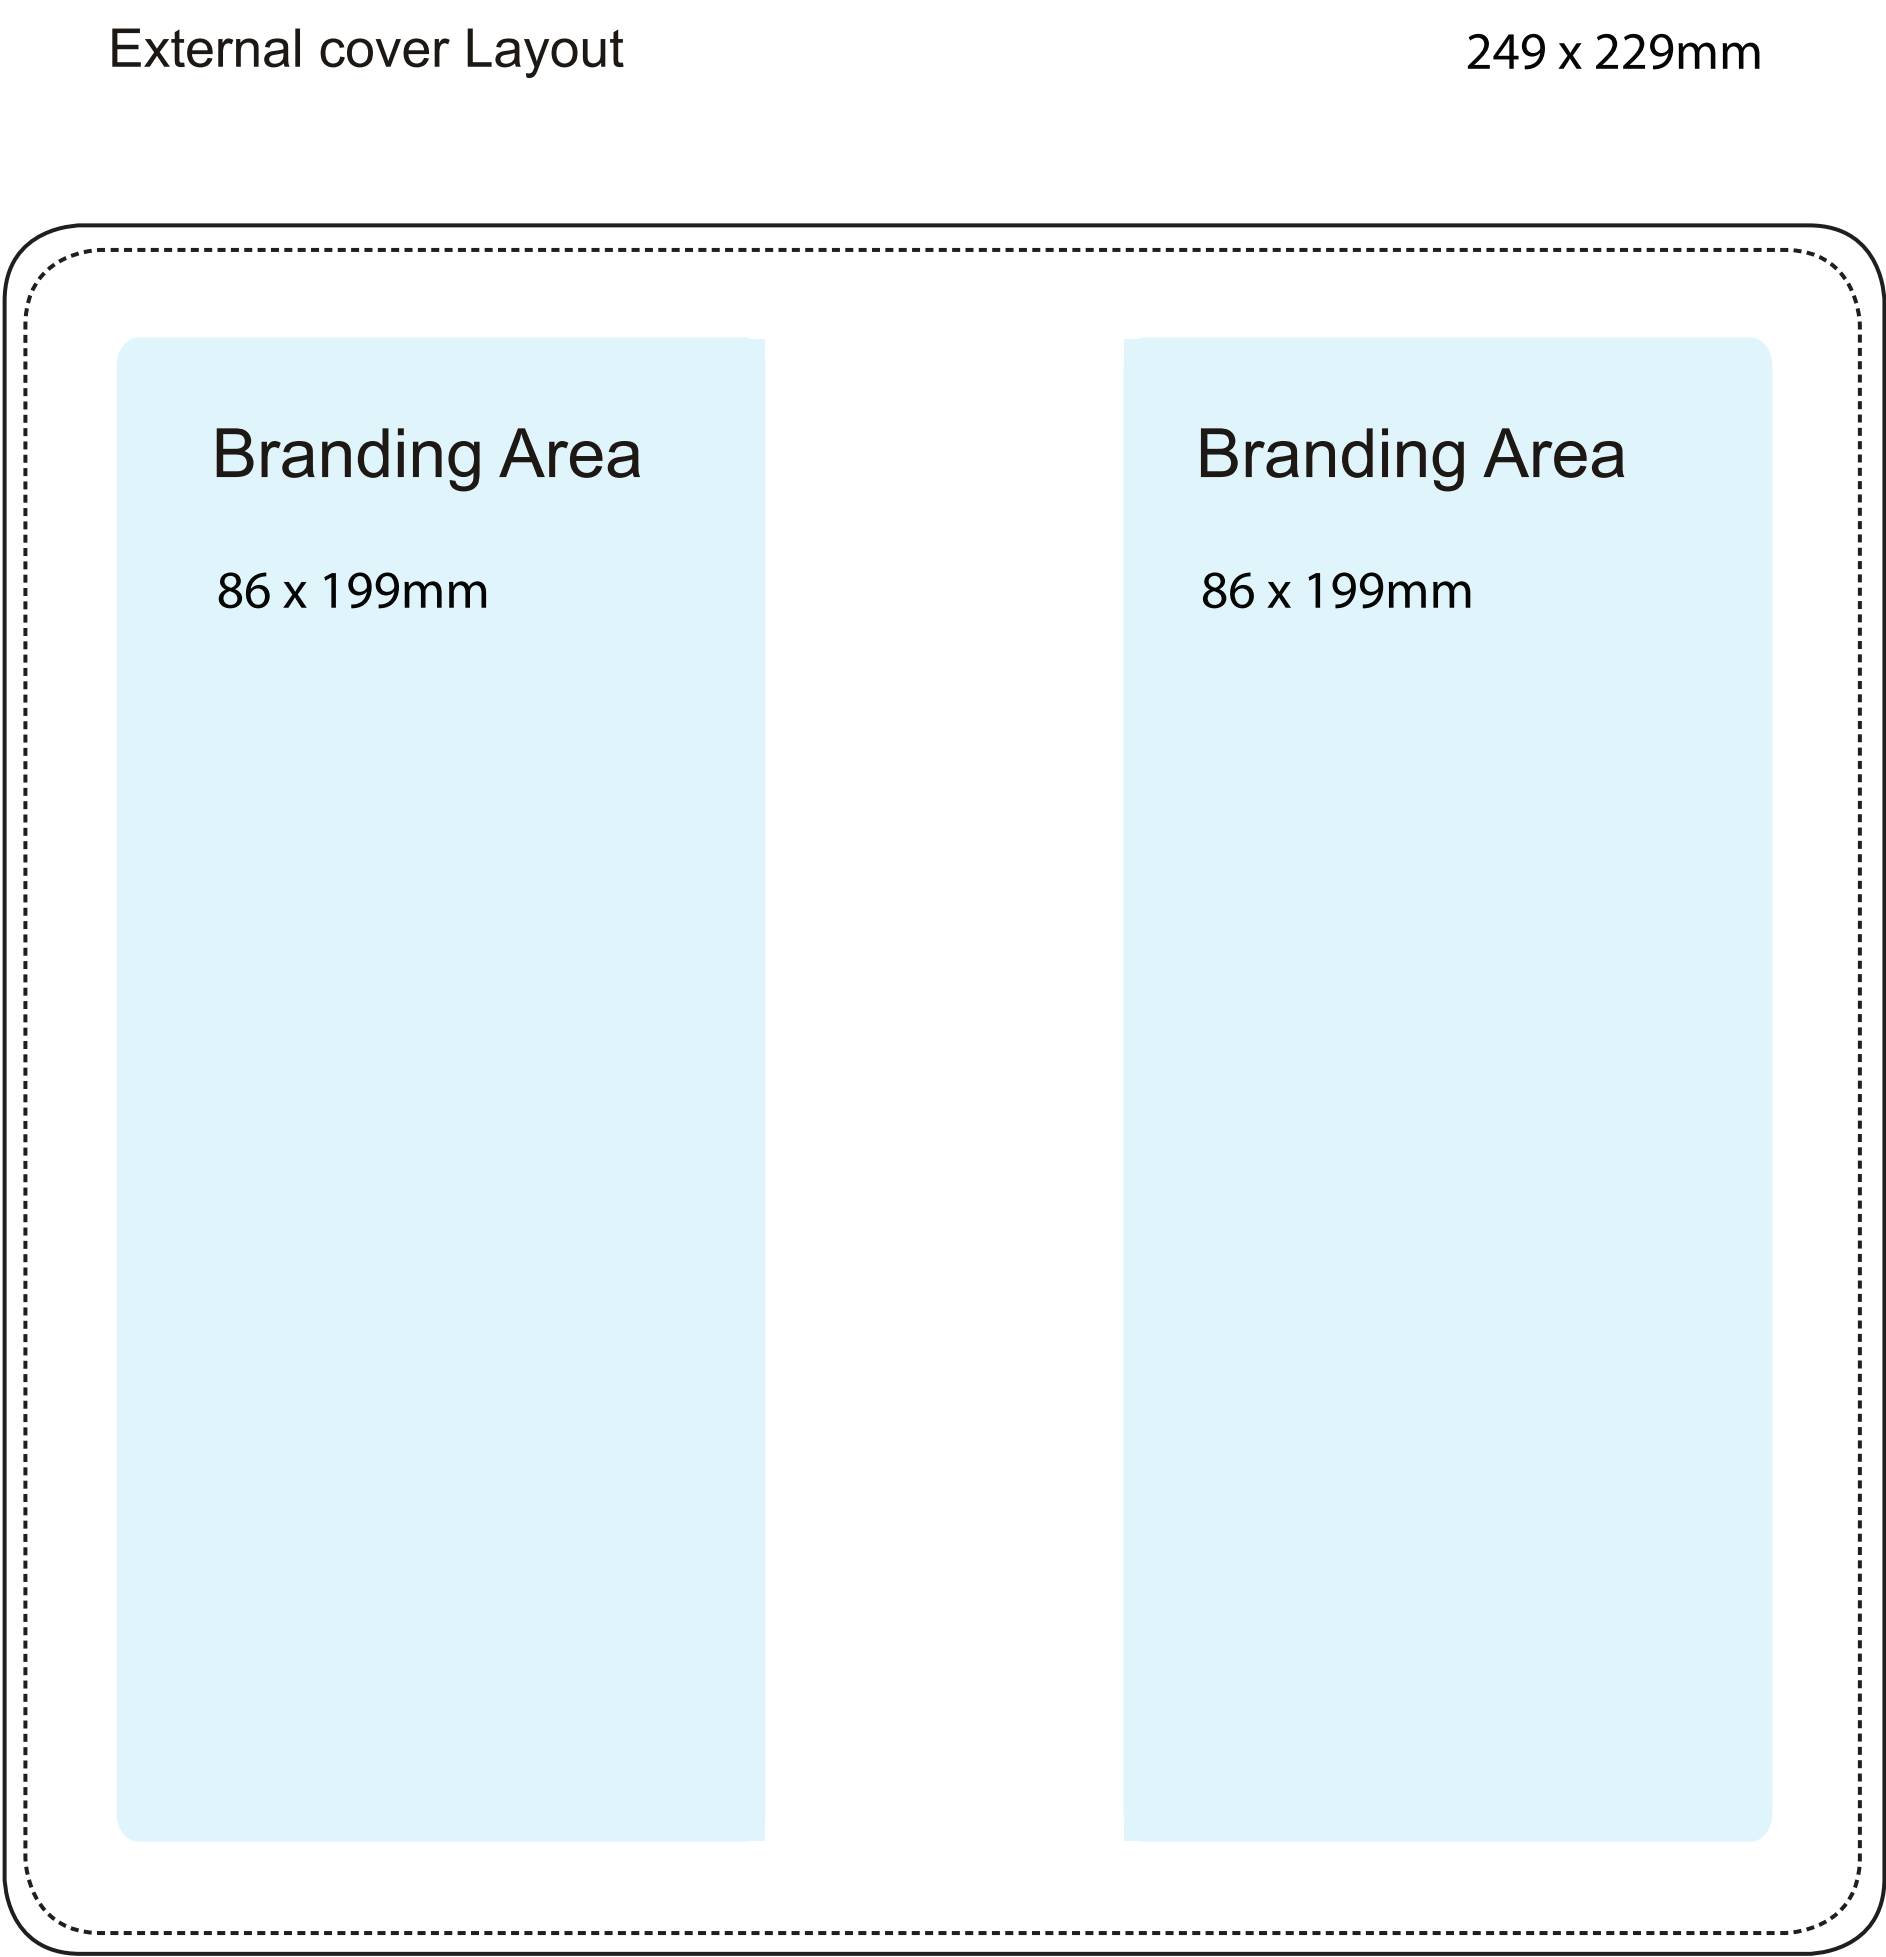 External cover Layout
249 x 229mm
Branding Area
86 x 199mm
Branding Area
86 x 199mm